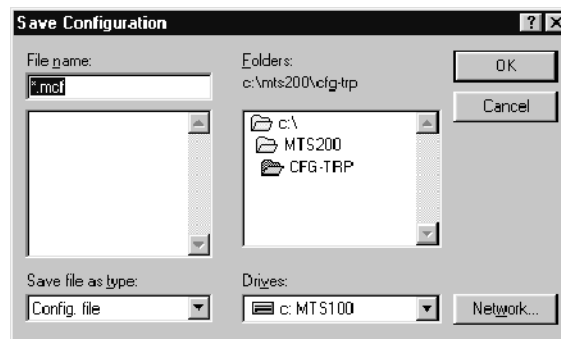 Save Configuration
File name:
*.mcf
Folders:
c:\mts200\cfg-trp
OK
Cancel
c:\
MTS200
CFG-TRP
Save file as type:
Config. file
Drives:
c: MTS100
Network...